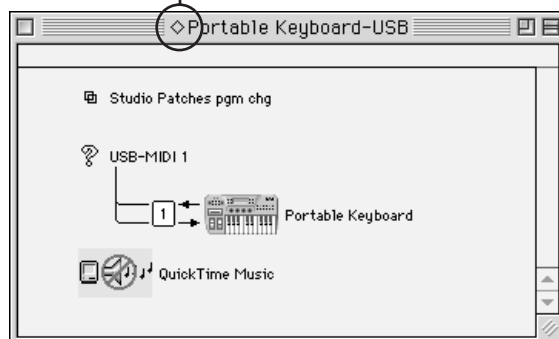 ◇Portable Keyboard-USB
Studio Patches pgm chg
USB-MIDI 1
1
Portable Keyboard
QuickTime Music